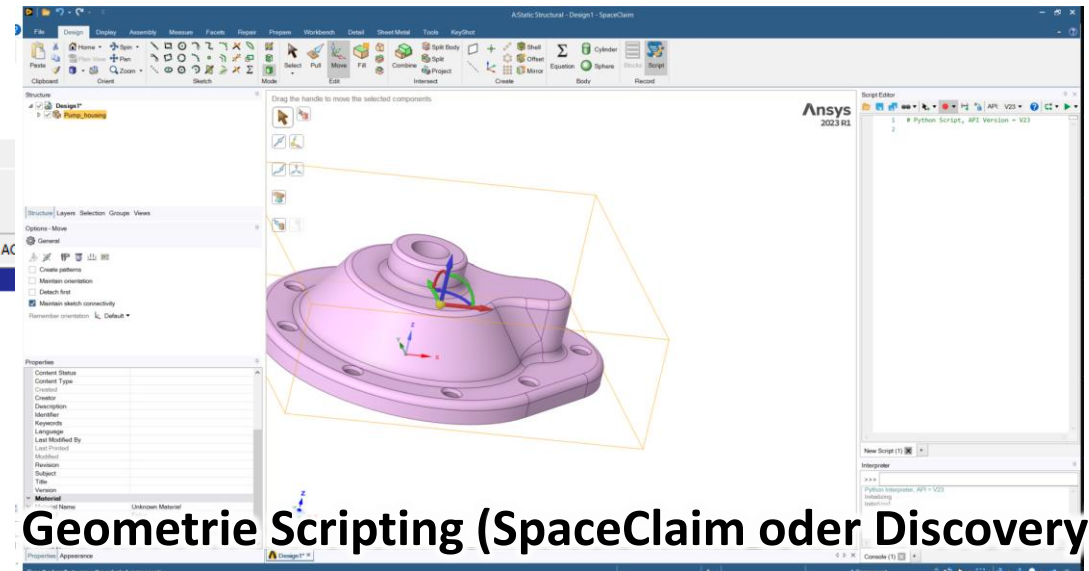 A:Static Structural - Design1 - SpaceClaim
File Design Display Assembly Measure Facets Repair Prepare Workbench Detail Sheet Metal Tools KeyShot
Home Spin
Plan View Pan
Zoom
Paste
Select Pull Move Fill Combine
Split Body
Split
Project
Shell
Offset
Mirror
Equation
Cylinder
Sphere
Blocks Script
Clipboard Orient Sketch Mode Edit Intersect Create Body Record
Structure
Design1*
Pump_housing
Structure Layers Selection Groups Views
Options - Move
General
Create patterns
Maintain orientation
Detach first
Maintain sketch connectivity
Remember orientation Default
Properties
Content Status
Content Type
Created
Creator
Description
Identifier
Keywords
Language
Last Modified By
Last Printed
Modified
Revision
Subject
Title
Version
Material
Unknown Material
Properties Appearance
AC
Drag the handle to move the selected components
Ansys
2023 R1
Z
Y
X
Z
Design1*
Script Editor
API V23
1 # Python Script, API Version = V23
2
New Script (1)
Interpreter
>>>
Python Interpreter, API = V23
Initializing
Console (1)
Geometrie Scripting (SpaceClaim oder Discovery